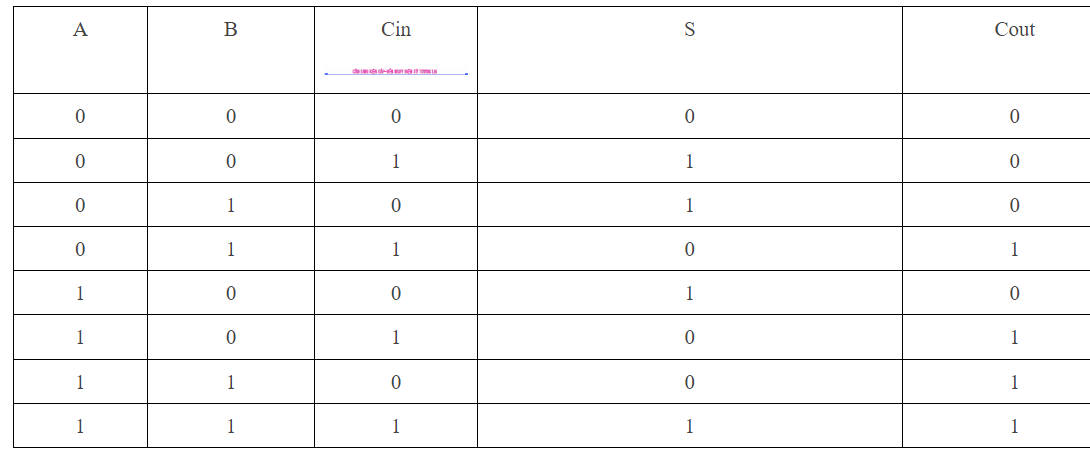 A B Cin S Cout
0 0 0 0 0
0 0 1 1 0
0 1 0 1 0
0 1 1 0 1
1 0 0 1 0
1 0 1 0 1
1 1 0 0 1
1 1 1 1 1